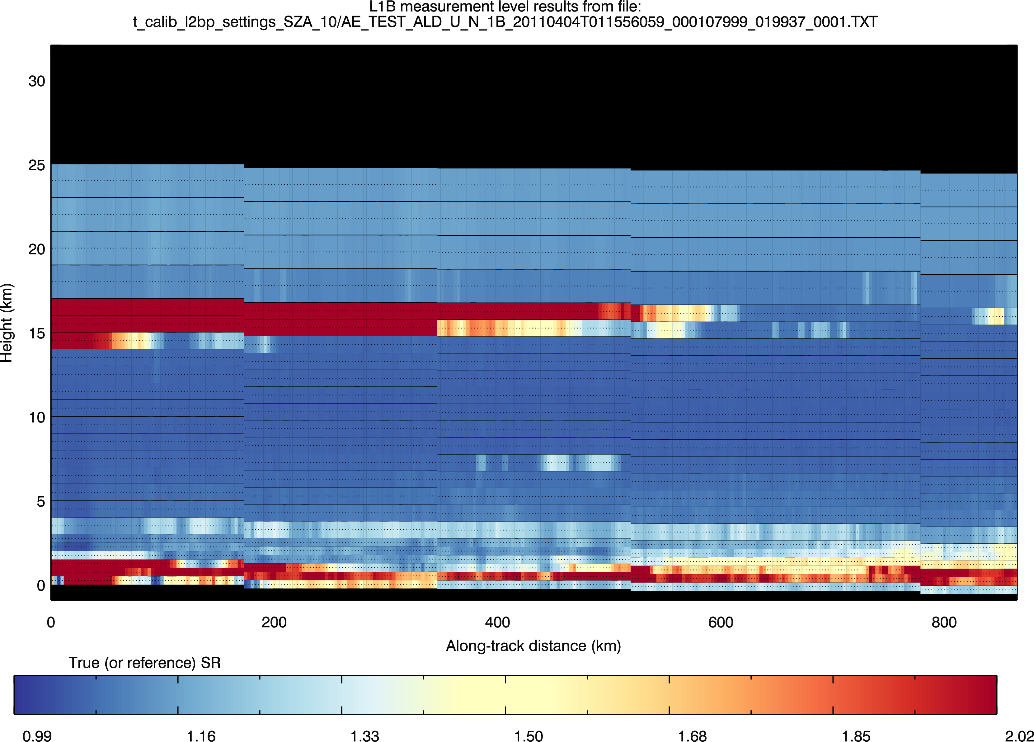 L1B measurement level results from file:
t_calib_l2bp_settings_SZA_10/AE_TEST_ALD_U_N_1B_20110404T011556059_000107999_019937_0001.TXT
30
25
20
15
10
5
0
Height (km)
0 200 400 600 800
Along-track distance (km)
True (or reference) SR
0.99 1.16 1.33 1.50 1.68 1.85 2.02